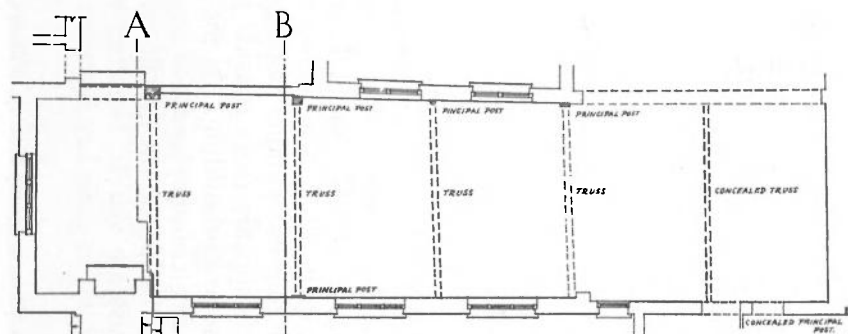 A B
PRINCIPAL POST PRINCIPAL POST PINCIPAL POST PRINCIPAL POST
TRUSS TRUSS TRUSS TRUSS CONCEALED TRUSS
PRINCIPAL POST
CONCEALED PRINCIPAL
POST.